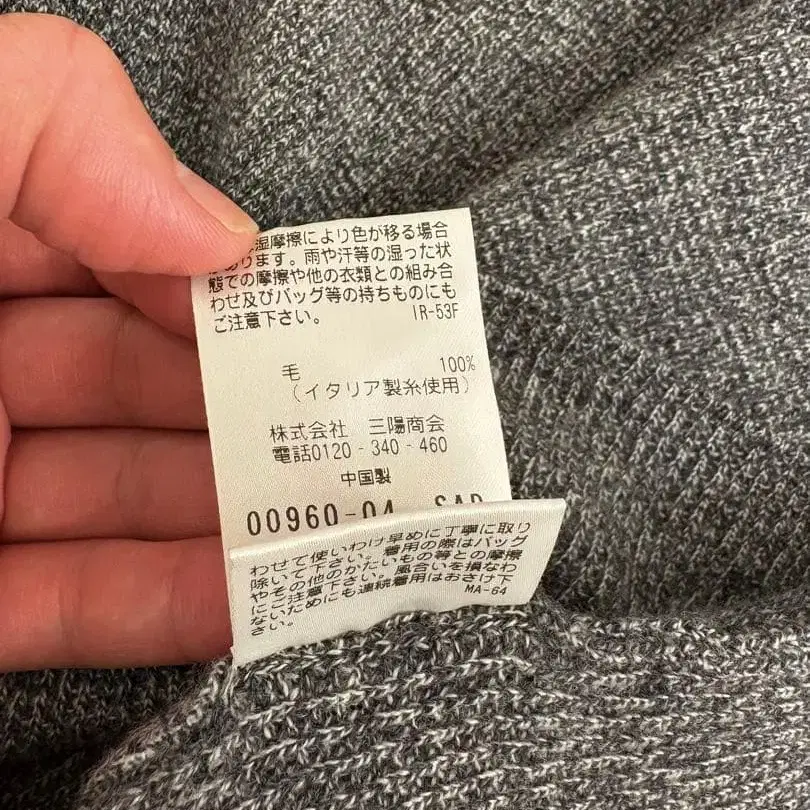 湿摩擦により色が移る場合
があります。雨や汗等の湿った状
態での摩擦や他の衣類との組み合
わせ及びバッグ等の持ちものにも
ご注意下さい。 IR-53F
毛 100%
(イタリア製糸使用)
株式会社 三陽商会
電話0120-340-460
中国製
00960-04
わせて使いわけ早めに丁寧に取り
除いて下さい。着用の際はバッグ
やその他のかたいもの等との摩擦
にご注意下さい。風合いを損なわ
ないためにも連続着用はおさけ下
さい。 MA-64